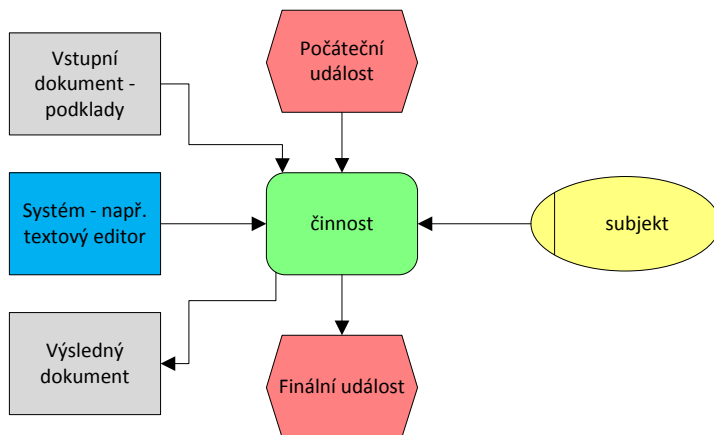 Vstupní
dokument -
podklady
Počáteční
událost
Systém - např.
textový editor
činnost
subjekt
Výsledný
dokument
Finální událost